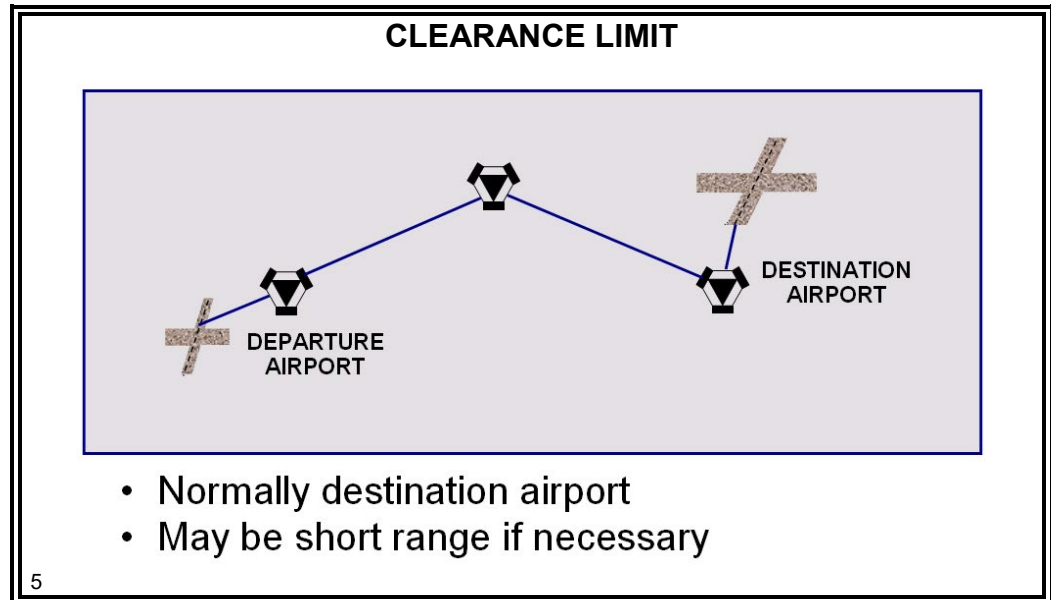 CLEARANCE LIMIT
DEPARTURE
AIRPORT
DESTINATION
AIRPORT
• Normally destination airport
• May be short range if necessary
5